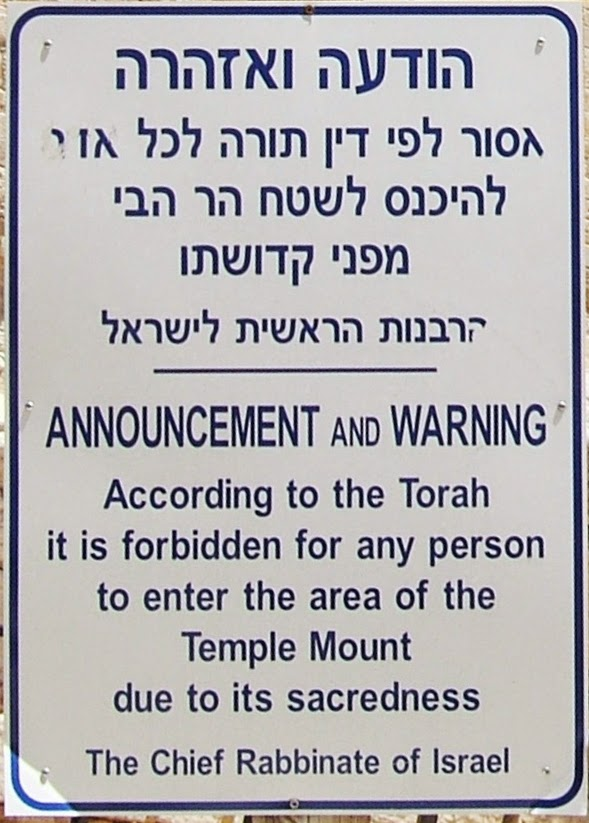 הודעה ואזהרה
אסור לפי דין תורה לכל
להיכנס לשטח הר הבי
מפני קדושתו
הרבנות הראשית לישראל
ANNOUNCEMENT AND WARNING
According to the Torah
it is forbidden for any person
to enter the area of the
Temple Mount
due to its sacredness
The Chief Rabbinate of Israel